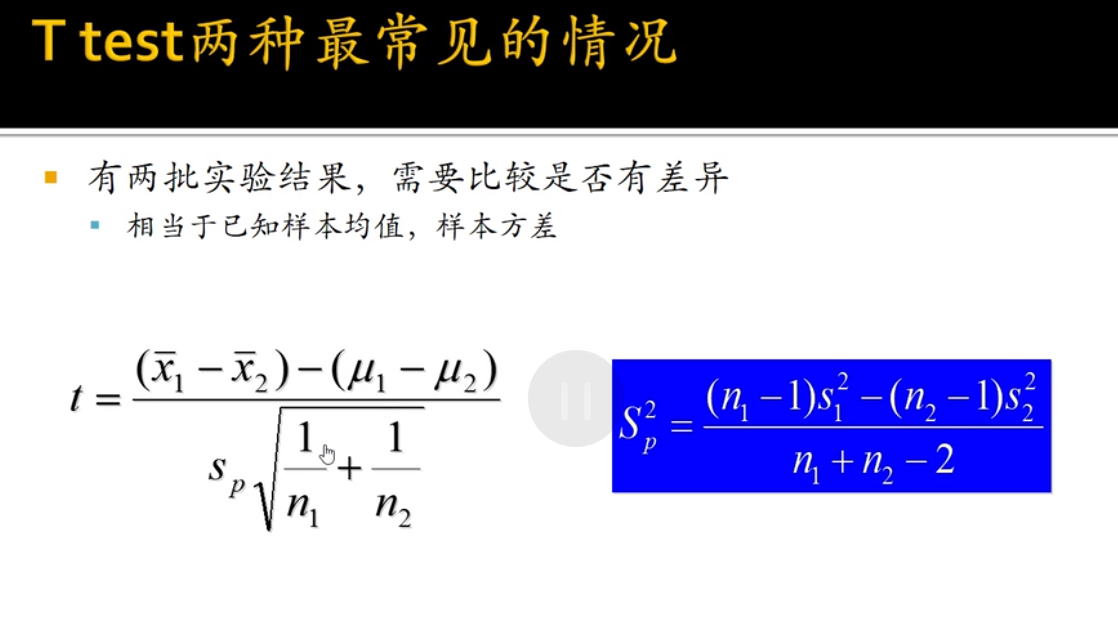 T test两种最常见的情况
有两批实验结果，需要比较是否有差异
相当于已知样本均值，样本方差
t = \frac{(\bar{x}_1 - \bar{x}_2) - (\mu_1 - \mu_2)}{s_p \sqrt{\frac{1}{n_1} + \frac{1}{n_2}}}
S_p^2 = \frac{(n_1 - 1)s_1^2 - (n_2 - 1)s_2^2}{n_1 + n_2 - 2}